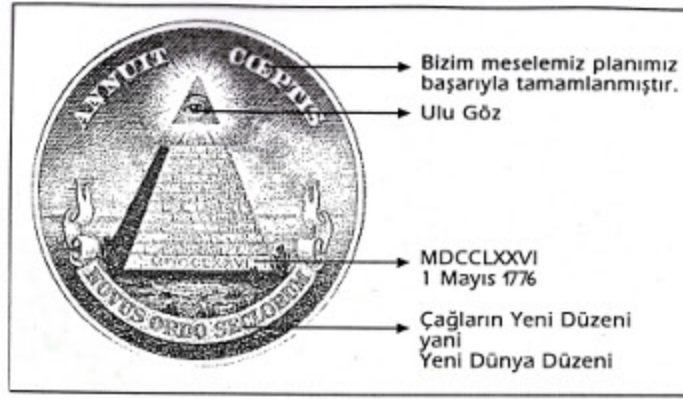 ANNUIT CŒPTUS
Bizim meselemiz planımız
başarıyla tamamlanmıştır.
Ulu Göz
MDCCLXXVI
MDCCLXXVI
1 Mayıs 1776
NOVUS ORDO SECLORUM
Çağların Yeni Düzeni
yani
Yeni Dünya Düzeni